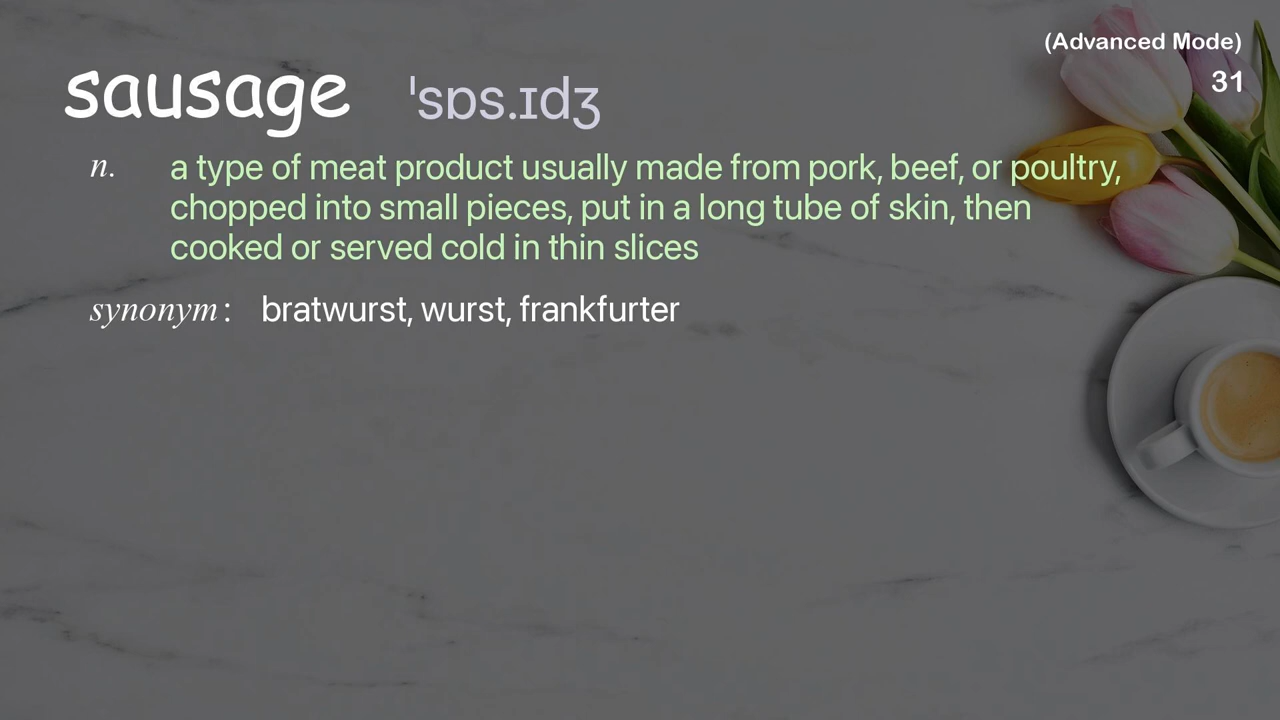 (Advanced Mode)
sausage ˈsɒs.ɪdʒ
31
n. a type of meat product usually made from pork, beef, or poultry,
chopped into small pieces, put in a long tube of skin, then
cooked or served cold in thin slices
synonym: bratwurst, wurst, frankfurter